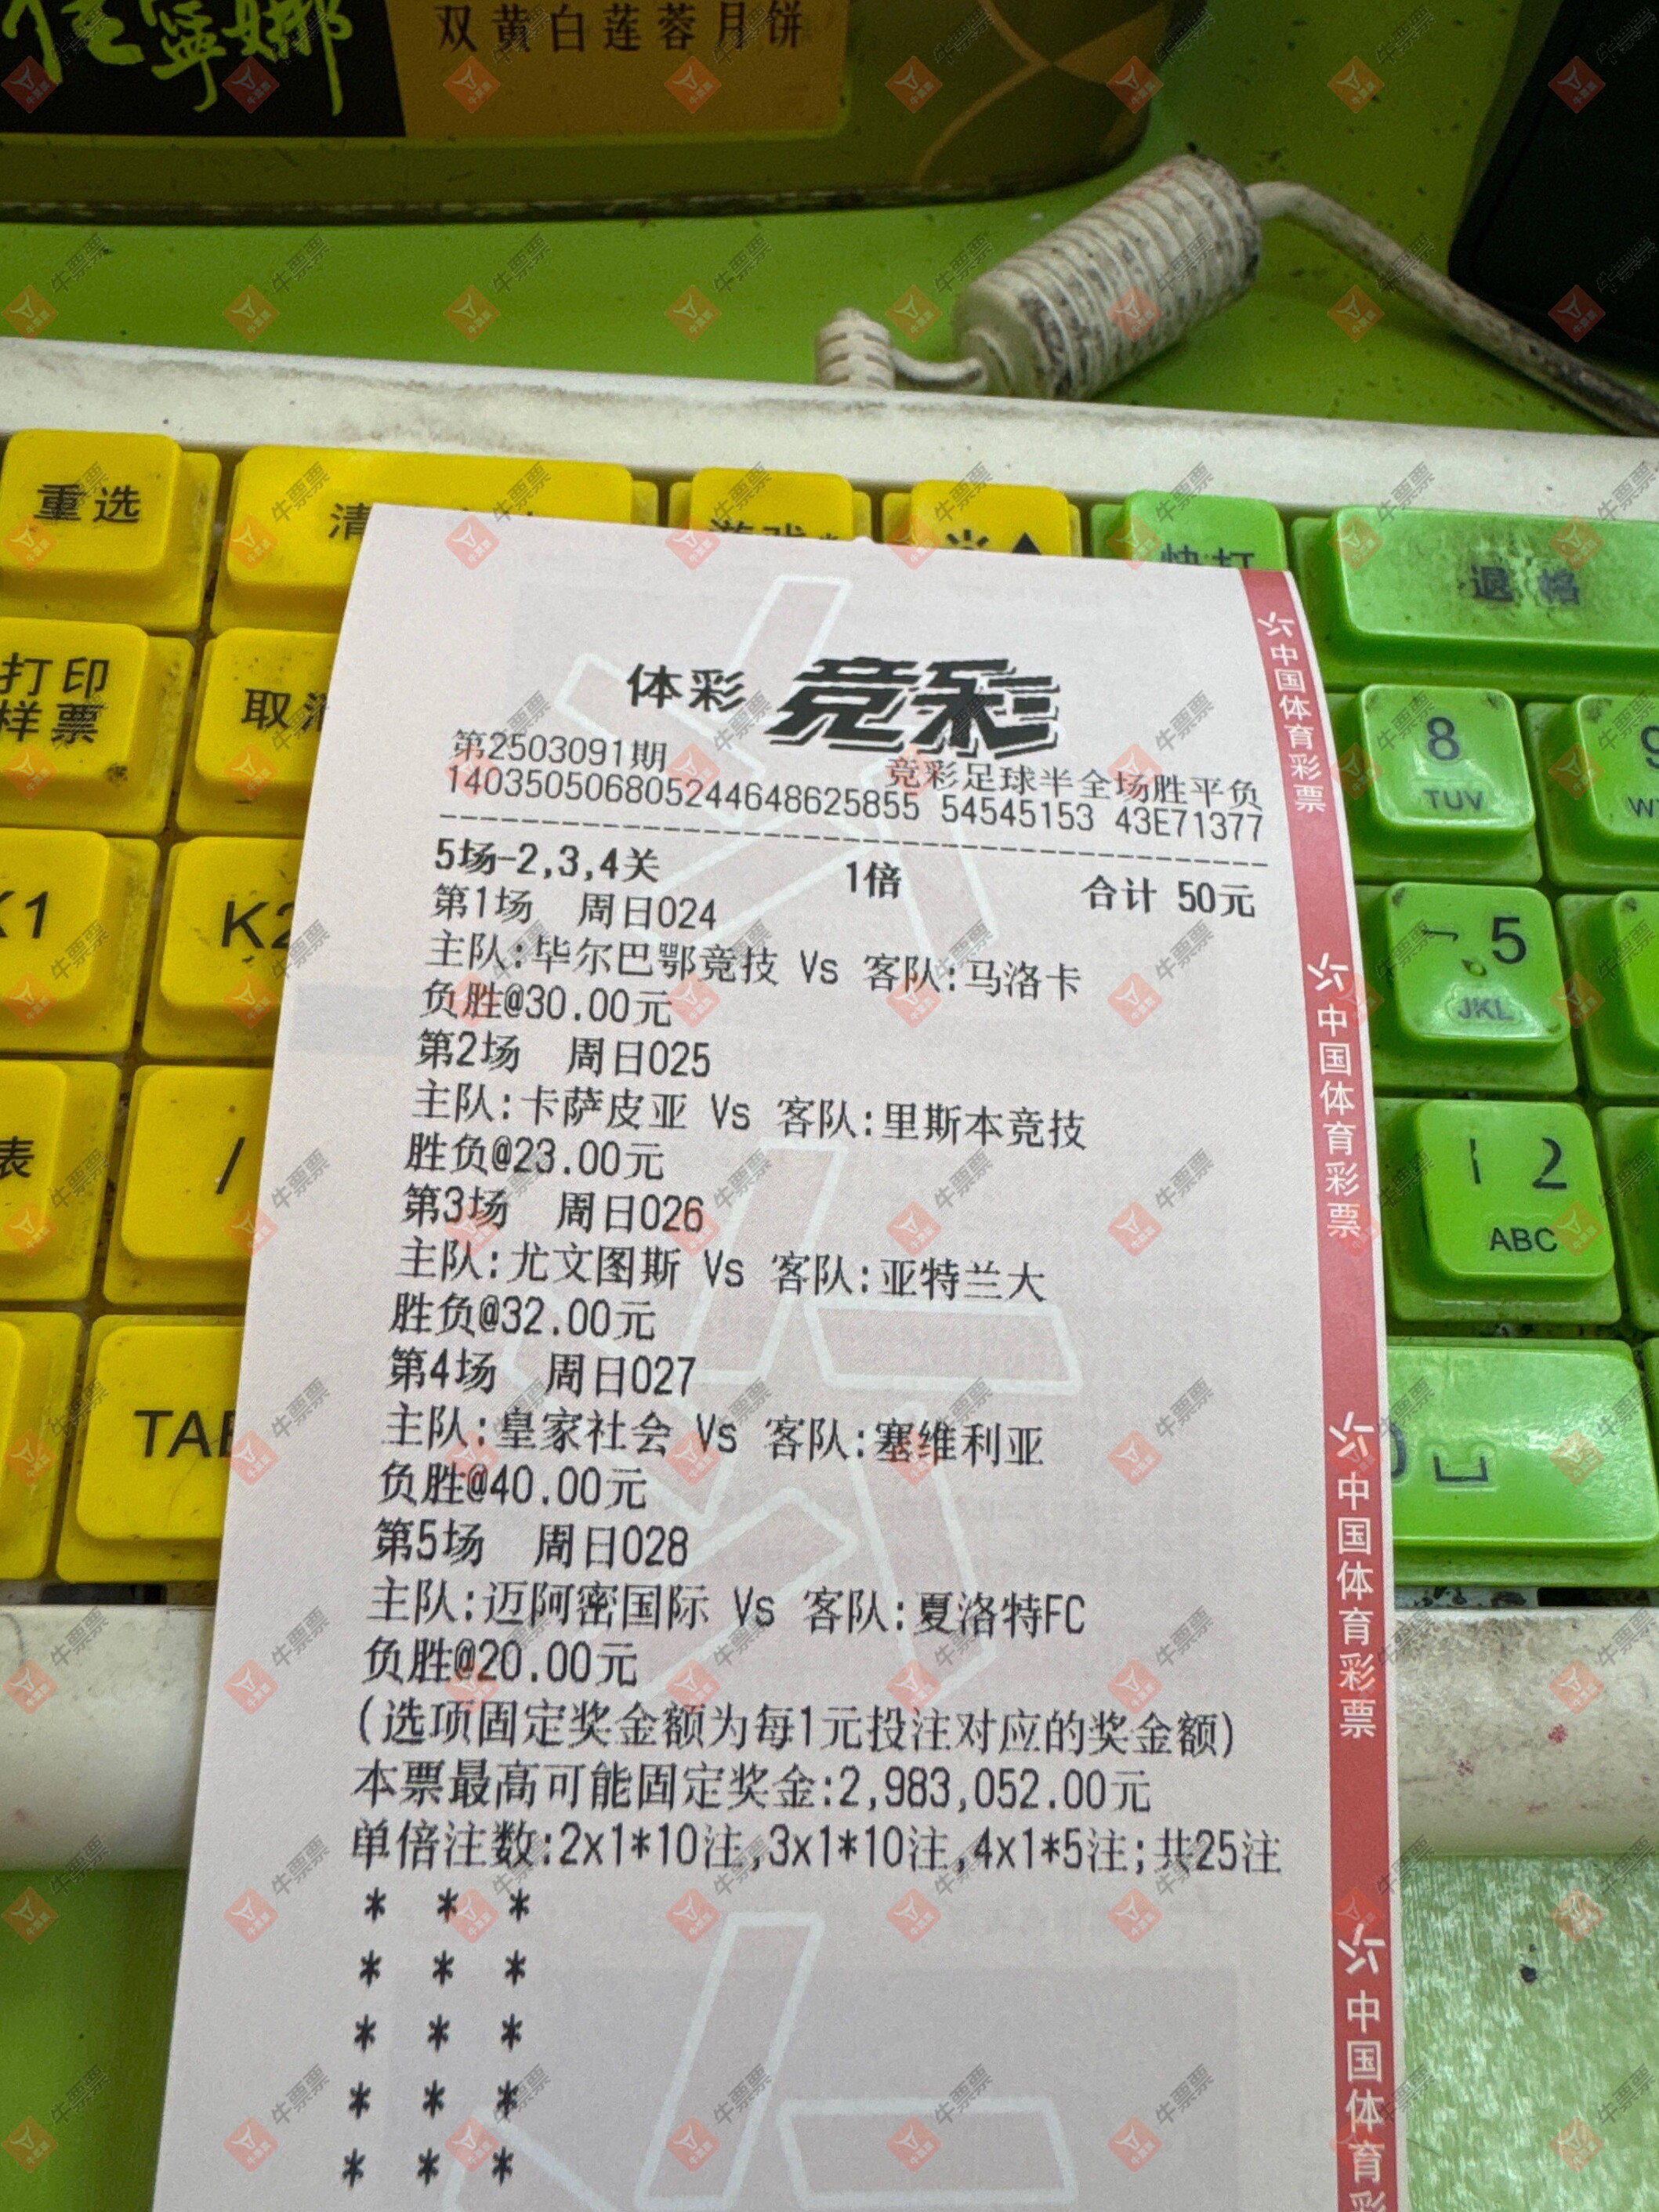 佳寧娜
双黄白莲蓉月饼
重选
快打
退格
打印
样票
8
TUV
K1
5
JKL
2
ABC
表
/
体彩 竞彩
第2503091期
竞彩足球半全场胜平负
140350506805244648625855 54545153 43E71377
5场-2,3,4关 1倍 合计 50元
第1场 周日024
主队:毕尔巴鄂竞技 Vs 客队:马洛卡
负胜@30.00元
第2场 周日025
主队:卡萨皮亚 Vs 客队:里斯本竞技
胜负@23.00元
第3场 周日026
主队:尤文图斯 Vs 客队:亚特兰大
胜负@32.00元
第4场 周日027
主队:皇家社会 Vs 客队:塞维利亚
负胜@40.00元
第5场 周日028
主队:迈阿密国际 Vs 客队:夏洛特FC
负胜@20.00元
(选项固定奖金额为每1元投注对应的奖金额)
本票最高可能固定奖金:2,983,052.00元
单倍注数:2x1*10注,3x1*10注,4x1*5注;共25注
* * *
* * *
* * *
* * *
* * *
中国体育彩票
中国体育彩票
中国体育彩票
中国体育彩
牛票票